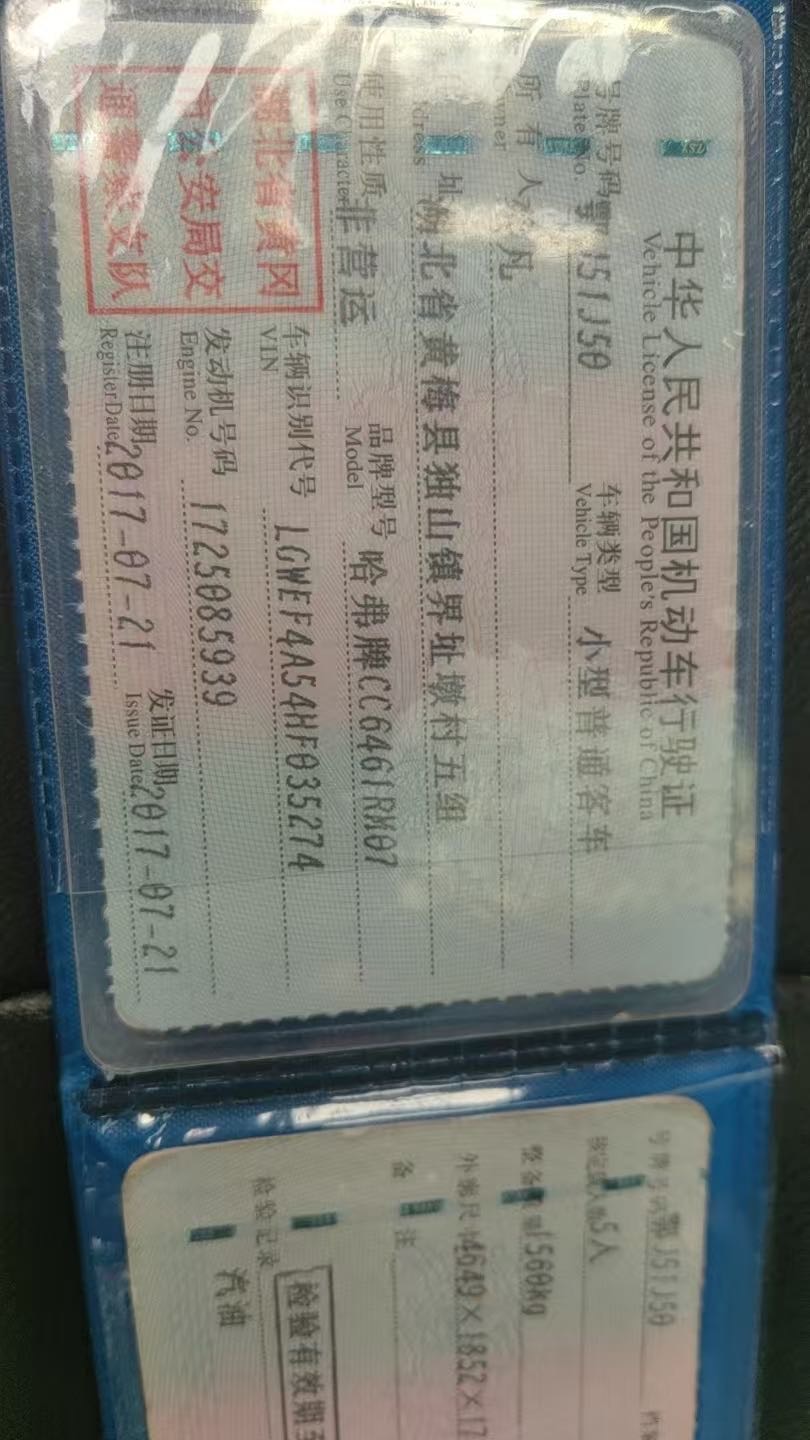 中华人民共和国机动车行驶证
Vehicle License of the People's Republic of China
号牌号码 鄂J51J50 车辆类型 小型普通客车
Plate No. Vehicle Type
所有人 凡
Owner
址 湖北省黄梅县独山镇界址墩村五组
使用性质 非营运 品牌型号 哈弗牌CC6461RM07
Use Character Model
湖北省黄冈
市公安局交
通警察支队
车辆识别代号 LGWEF4A54HF035274
VIN
发动机号码 1725085939
Engine No.
注册日期 2017-07-21 发证日期 2017-07-21
Register Date Issue Date
号牌号码 鄂J51J50
核定载人数 5人
整备质量 1560kg
外廓尺寸 4649×1852×17
备注
检验有效期至
检验记录
汽油